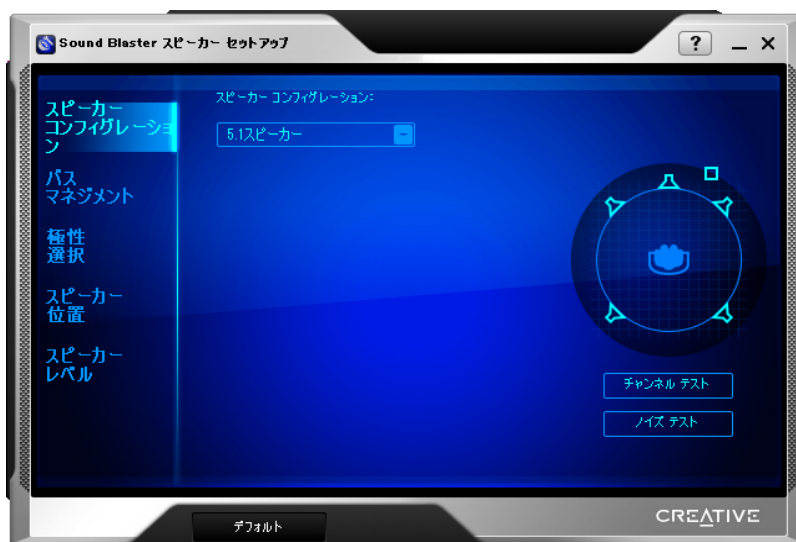 Sound Blaster スピーカー セットアップ
?
スピーカー
コンフィグレーショ
ン
バス
マネジメント
極性
選択
スピーカー
位置
スピーカー
レベル
スピーカー コンフィグレーション:
5.1スピーカー
チャンネル テスト
ノイズ テスト
デフォルト
CREATIVE